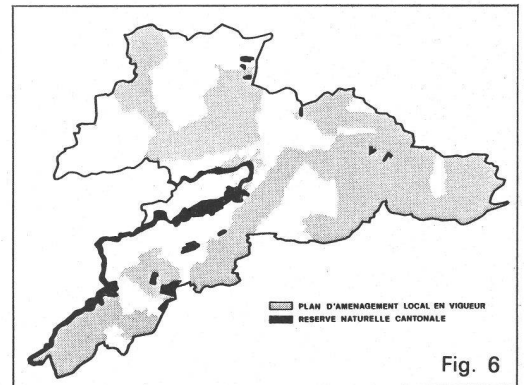 PLAN D'AMENAGEMENT LOCAL EN VIGUEUR
RESERVE NATURELLE CANTONALE
Fig. 6